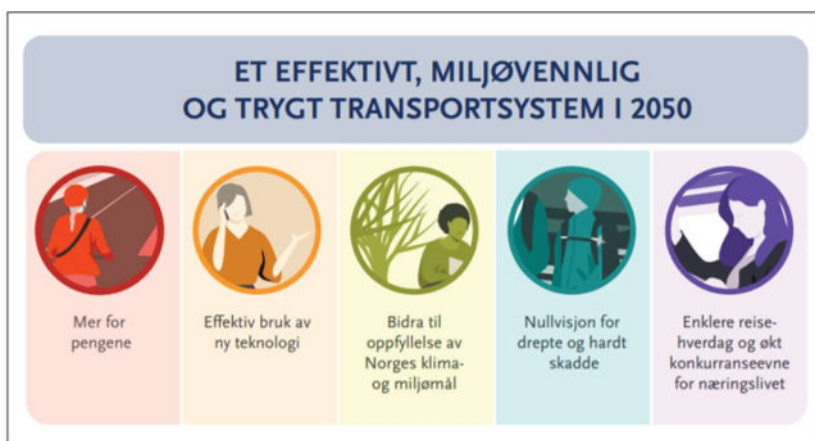 ET EFFEKTIVT, MILJØVENNLIG
OG TRYGT TRANSPORTSYSTEM I 2050
Mer for
pengene
Effektiv bruk av
ny teknologi
Bidra til
oppfyllelse av
Norges klima-
og miljømål
Nullvisjon for
drepte og hardt
skadde
Enklere reise-
hverdag og økt
konkurranseevne
for næringslivet